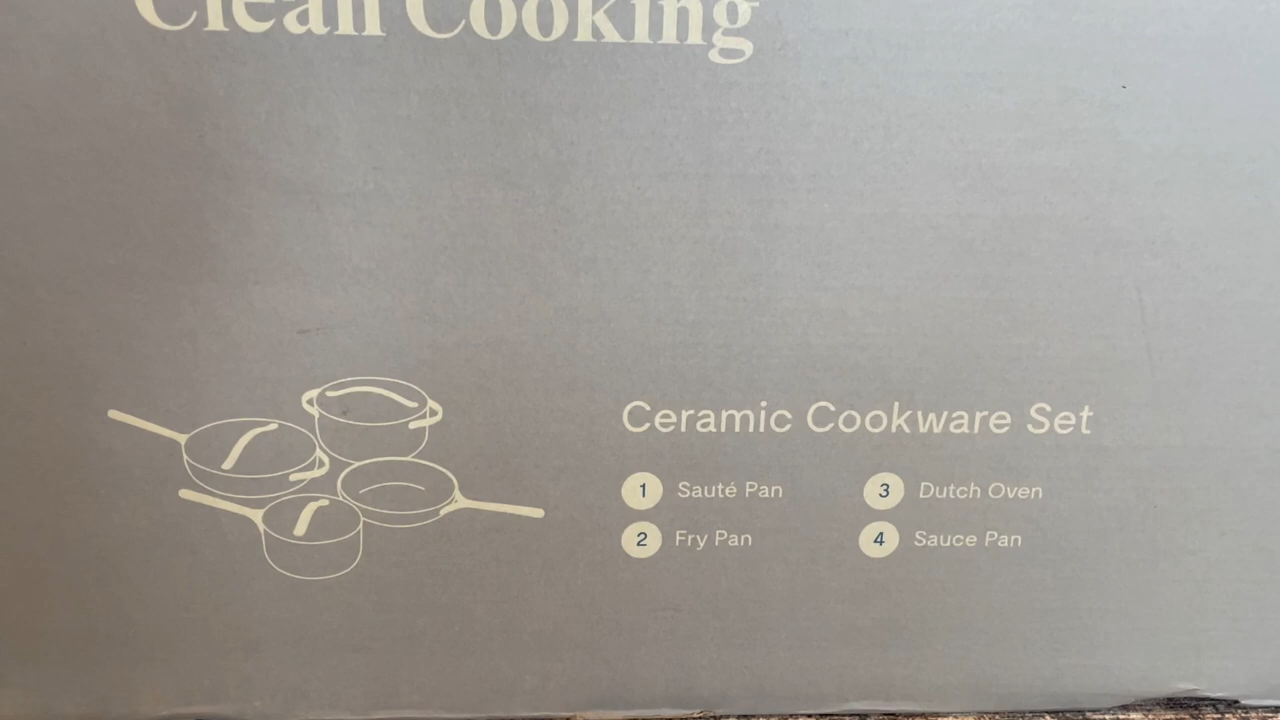 Clean Cooking
Ceramic Cookware Set
1 Sauté Pan
2 Fry Pan
3 Dutch Oven
4 Sauce Pan